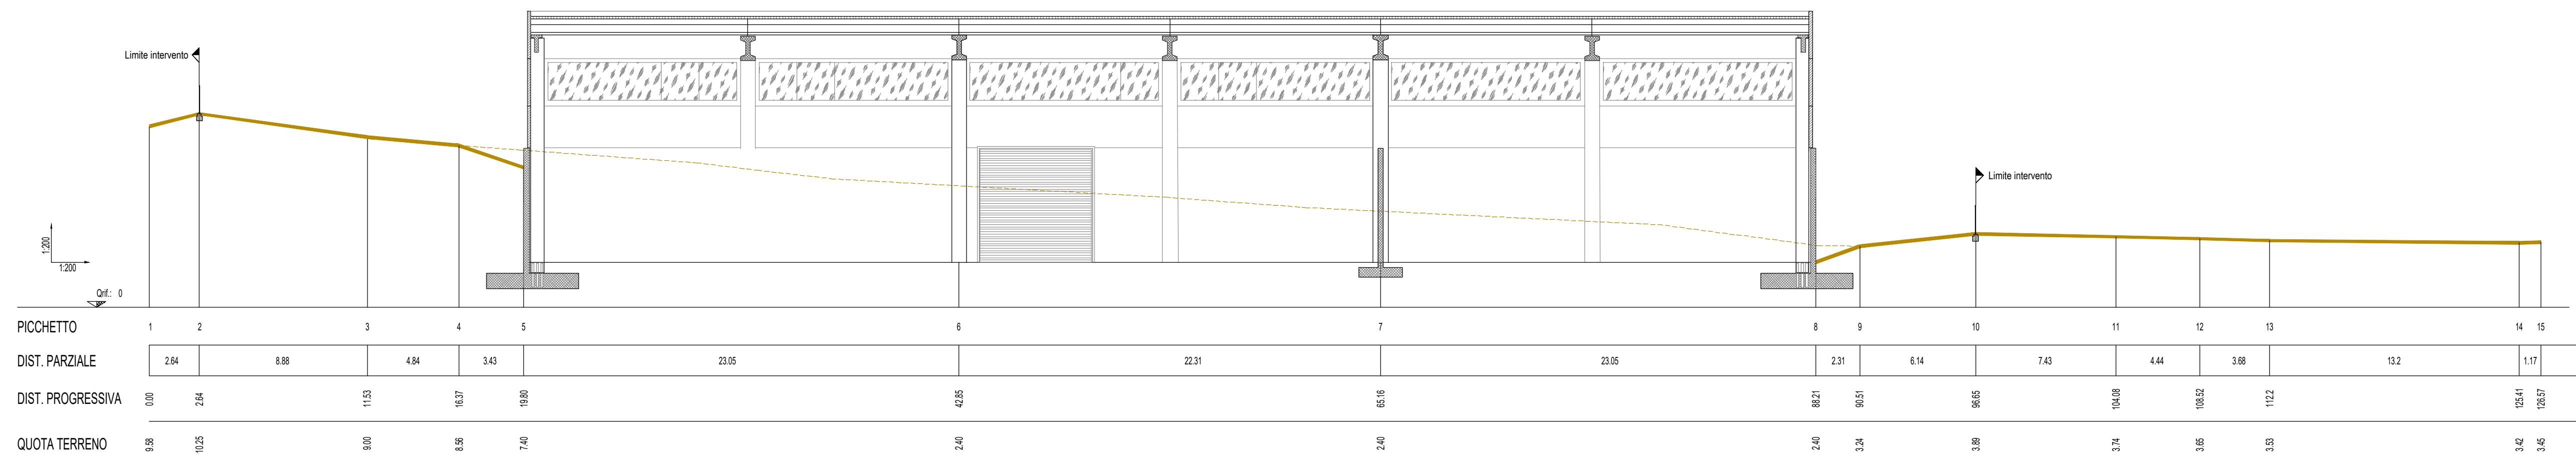 Limite intervento
Limite intervento
1:200
1:200
Qrif.: 0
PICCHETTO 1 2 3 4 5 6 7 8 9 10 11 12 13 14 15
DIST. PARZIALE 2.64 8.88 4.84 3.43 23.05 22.31 23.05 2.31 6.14 7.43 4.44 3.68 13.2 1.17
DIST. PROGRESSIVA 0.00 2.64 11.53 16.37 19.80 42.85 65.16 88.21 90.51 96.65 104.08 108.52 112.2 125.41 126.57
QUOTA TERRENO 9.58 10.25 9.00 8.56 7.40 2.40 2.40 2.40 3.24 3.89 3.74 3.65 3.53 3.42 3.45